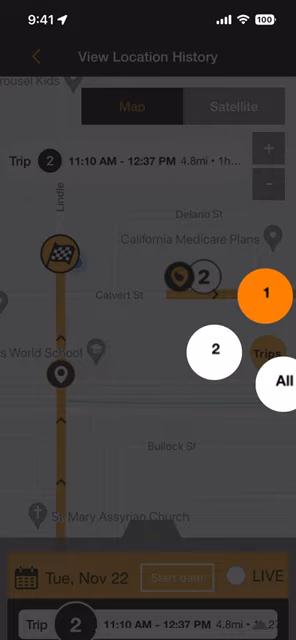 9:41
100
View Location History
Map
Satellite
+
Trip 2 11:10 AM - 12:37 PM 4.8mi • 1h...
-
Lindle
Delano St
California Medicare Plans
2
1
Calvert St
s World School
2
Trips
All
Bullock St
St Mary Assyrian Church
Tue, Nov 22
Start date
LIVE
Trip 2 11:10 AM - 12:37 PM 4.8mi •